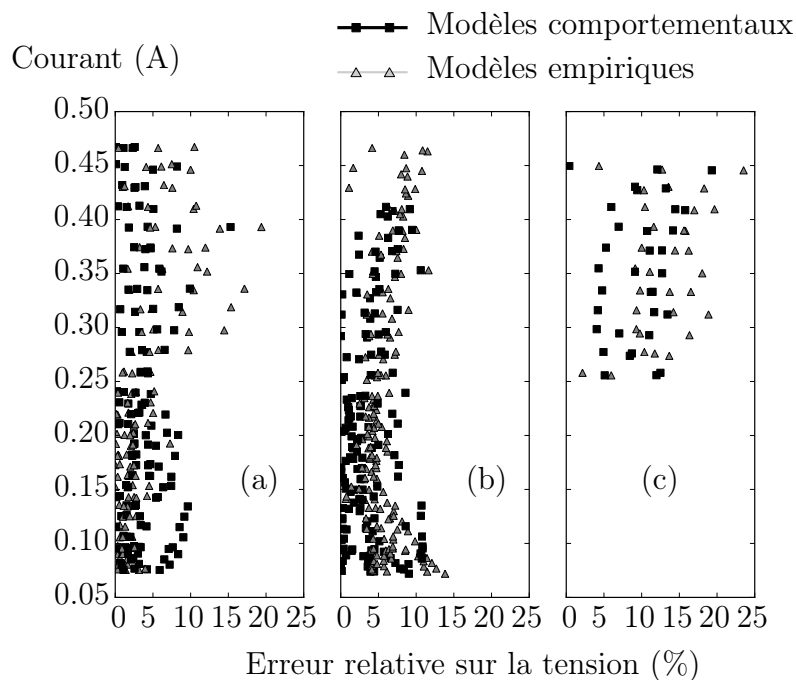 Modèles comportementaux
Modèles empiriques
Courant (A)
0.50
0.45
0.40
0.35
0.30
0.25
0.20
0.15
0.10
0.05
(a)
(b)
(c)
0 5 10 15 20 25
0 5 10 15 20 25
0 5 10 15 20 25
Erreur relative sur la tension (%)